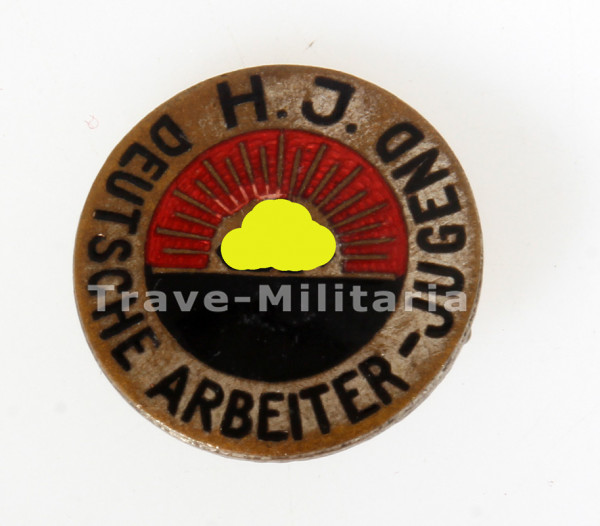 H.J.
DEUTSCHE ARBEITER-JUGEND
Trave-Militaria